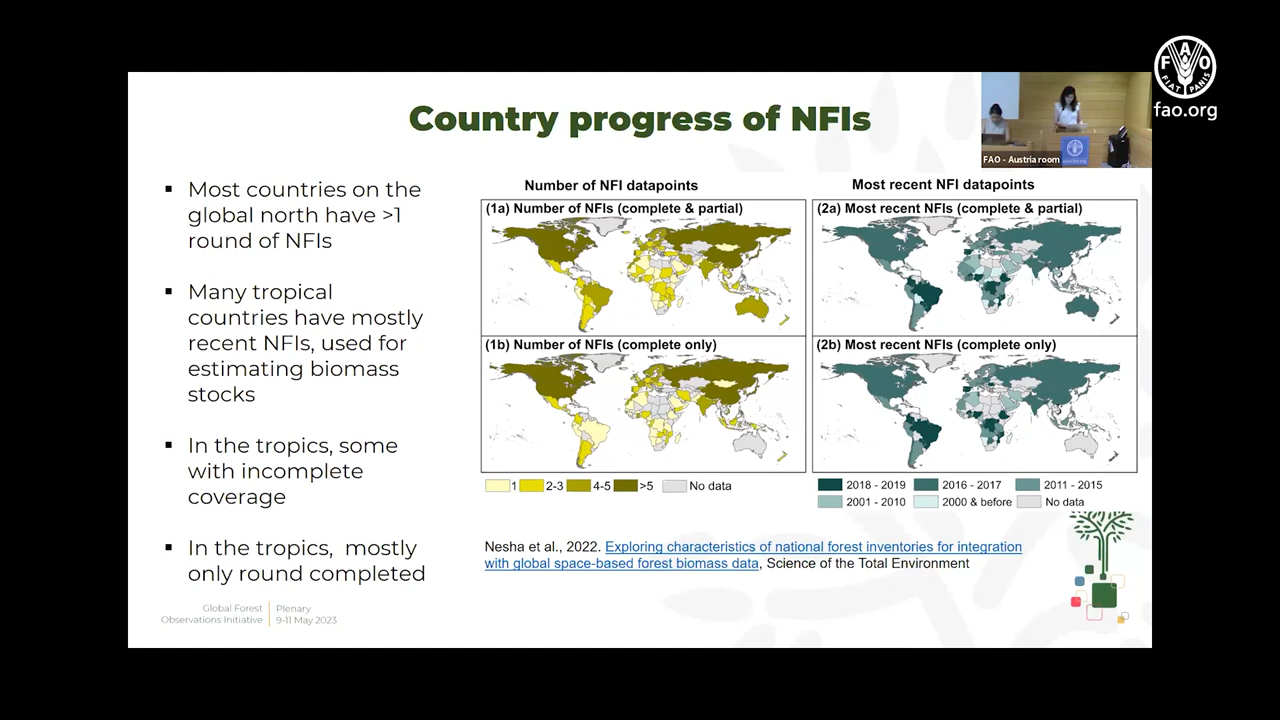 F A O
FIAT PANIS
fao.org
Country progress of NFIs
FAO - Austria room
▪ Most countries on the
global north have >1
round of NFIs
▪ Many tropical
countries have mostly
recent NFIs, used for
estimating biomass
stocks
▪ In the tropics, some
with incomplete
coverage
▪ In the tropics, mostly
only round completed
Number of NFI datapoints
Most recent NFI datapoints
(1a) Number of NFIs (complete & partial)
(2a) Most recent NFIs (complete & partial)
(1b) Number of NFIs (complete only)
(2b) Most recent NFIs (complete only)
1 2-3 4-5 >5 No data
2018 - 2019 2016 - 2017 2011 - 2015
2001 - 2010 2000 & before No data
Nesha et al., 2022. Exploring characteristics of national forest inventories for integration
with global space-based forest biomass data, Science of the Total Environment
Global Forest
Observations Initiative
Plenary
9-11 May 2023